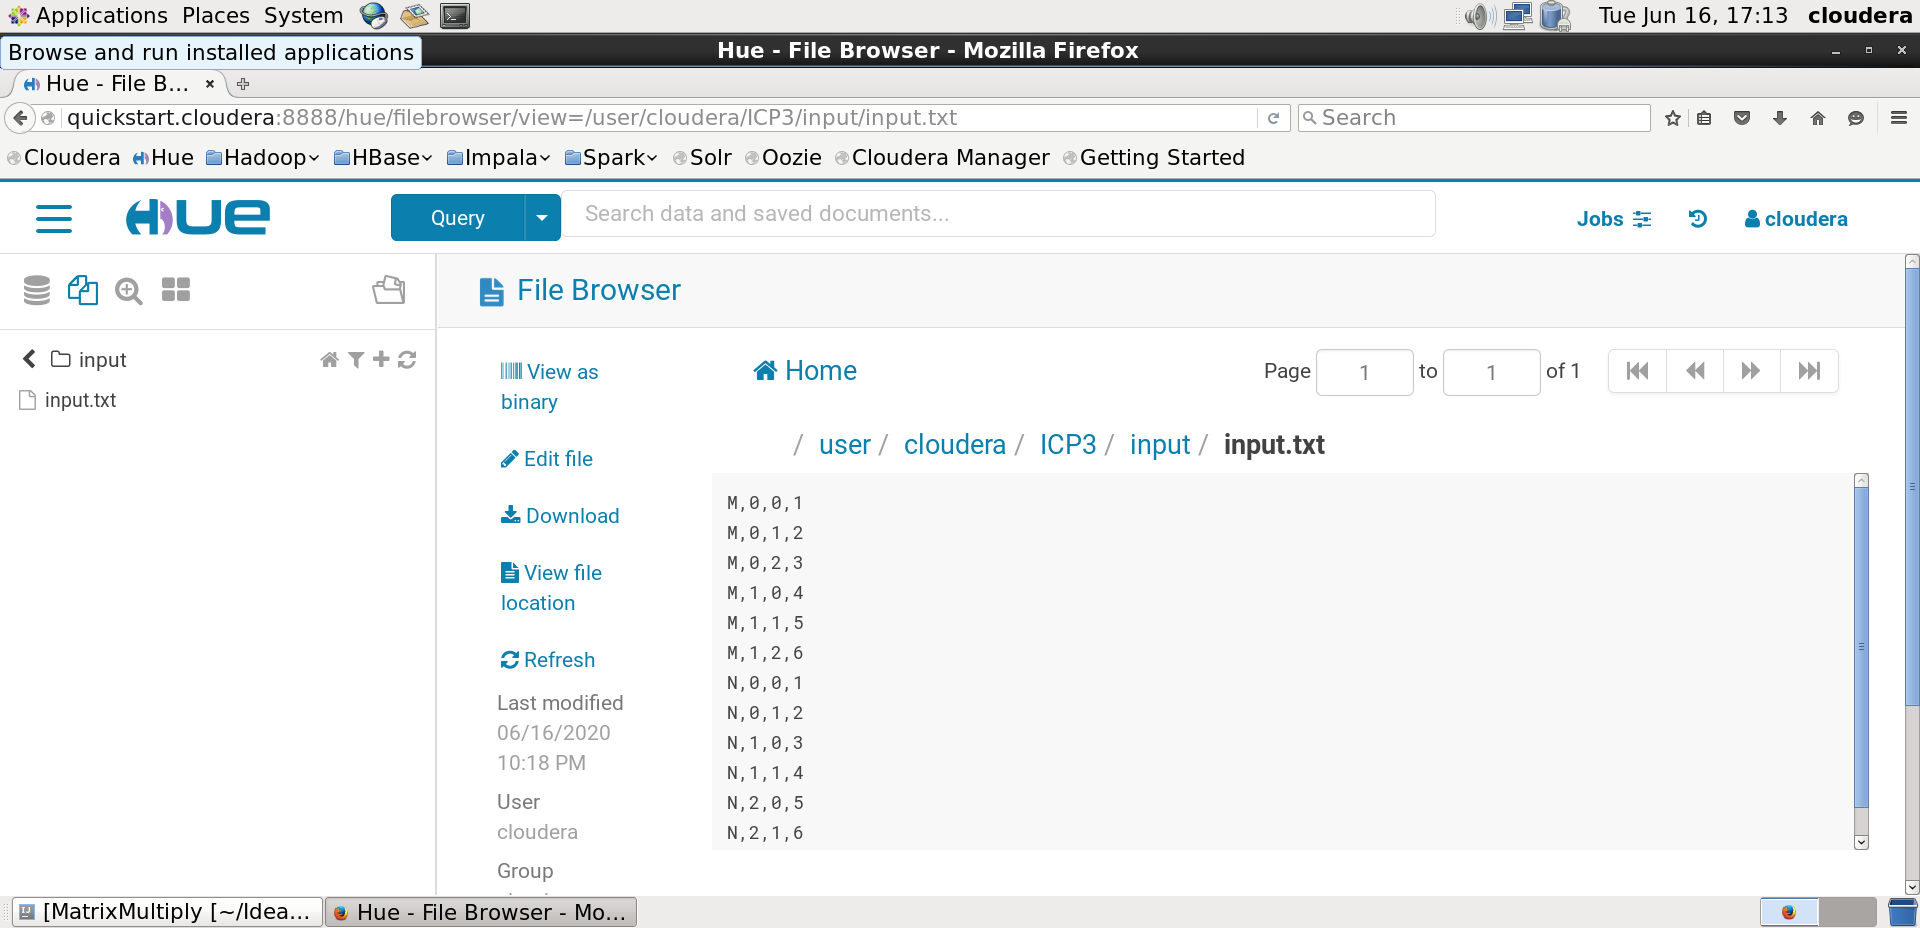 Applications Places System
Tue Jun 16, 17:13 cloudera
Browse and run installed applications
Hue - File Browser - Mozilla Firefox
Hue - File B...
quickstart.cloudera:8888/hue/filebrowser/view=/user/cloudera/ICP3/input/input.txt
Search
Cloudera Hue Hadoop HBase Impala Spark Solr Oozie Cloudera Manager Getting Started
HUE
Query
Search data and saved documents...
Jobs
cloudera
File Browser
input
input.txt
View as
binary
Edit file
Download
View file
location
Refresh
Last modified
06/16/2020
10:18 PM
User
cloudera
Group
Home
Page 1 to 1 of 1
/ user / cloudera / ICP3 / input / input.txt
M,0,0,1
M,0,1,2
M,0,2,3
M,1,0,4
M,1,1,5
M,1,2,6
N,0,0,1
N,0,1,2
N,1,0,3
N,1,1,4
N,2,0,5
N,2,1,6
[MatrixMultiply [~/Idea...
Hue - File Browser - Mo...